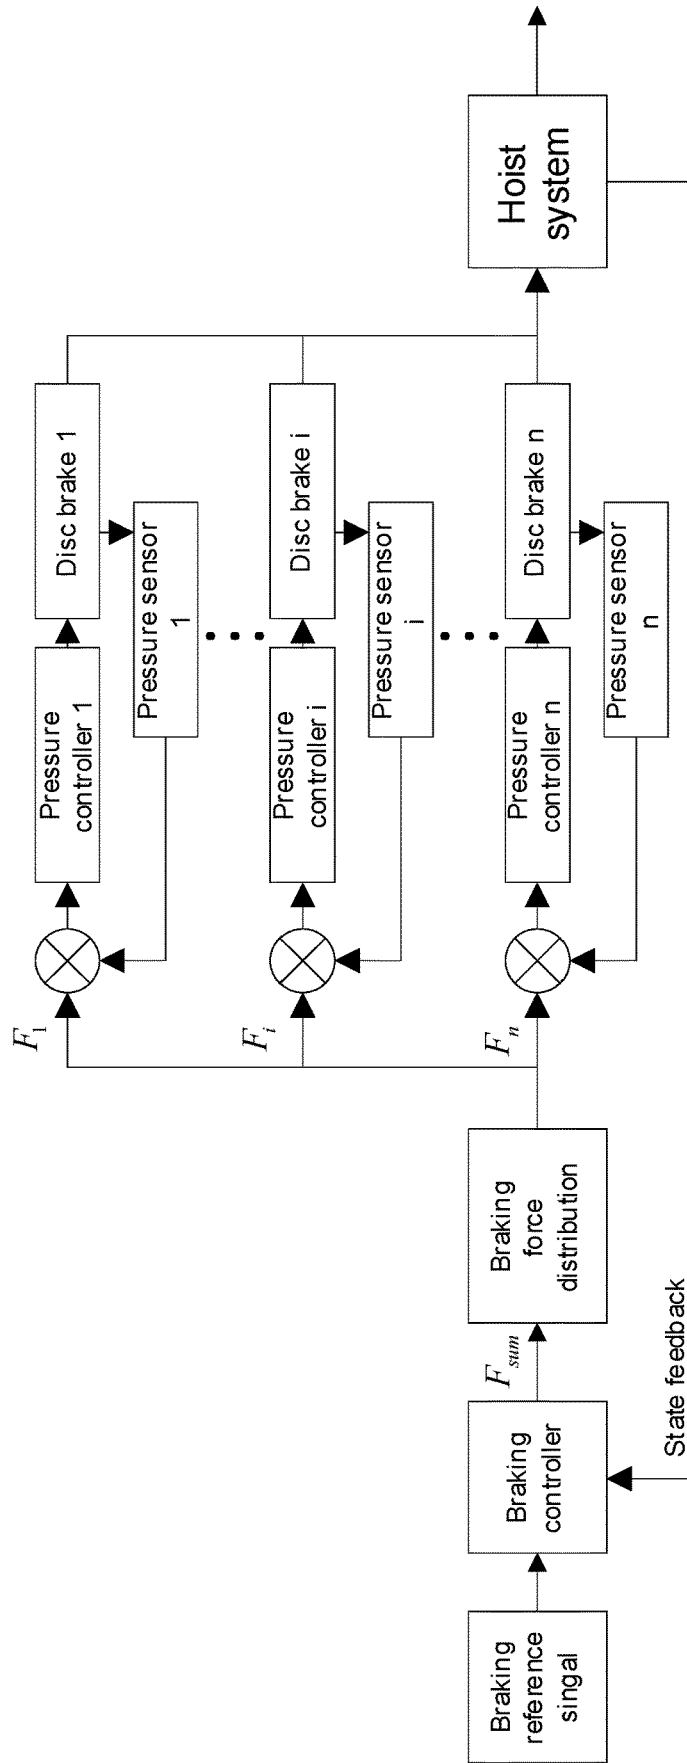 Braking
reference
singal
Braking
controller
F_sum
Braking
force
distribution
F_1
Pressure
controller 1
Disc brake 1
Pressure sensor
1
F_i
Pressure
controller i
Disc brake i
Pressure sensor
i
F_n
Pressure
controller n
Disc brake n
Pressure sensor
n
Hoist
system
State feedback